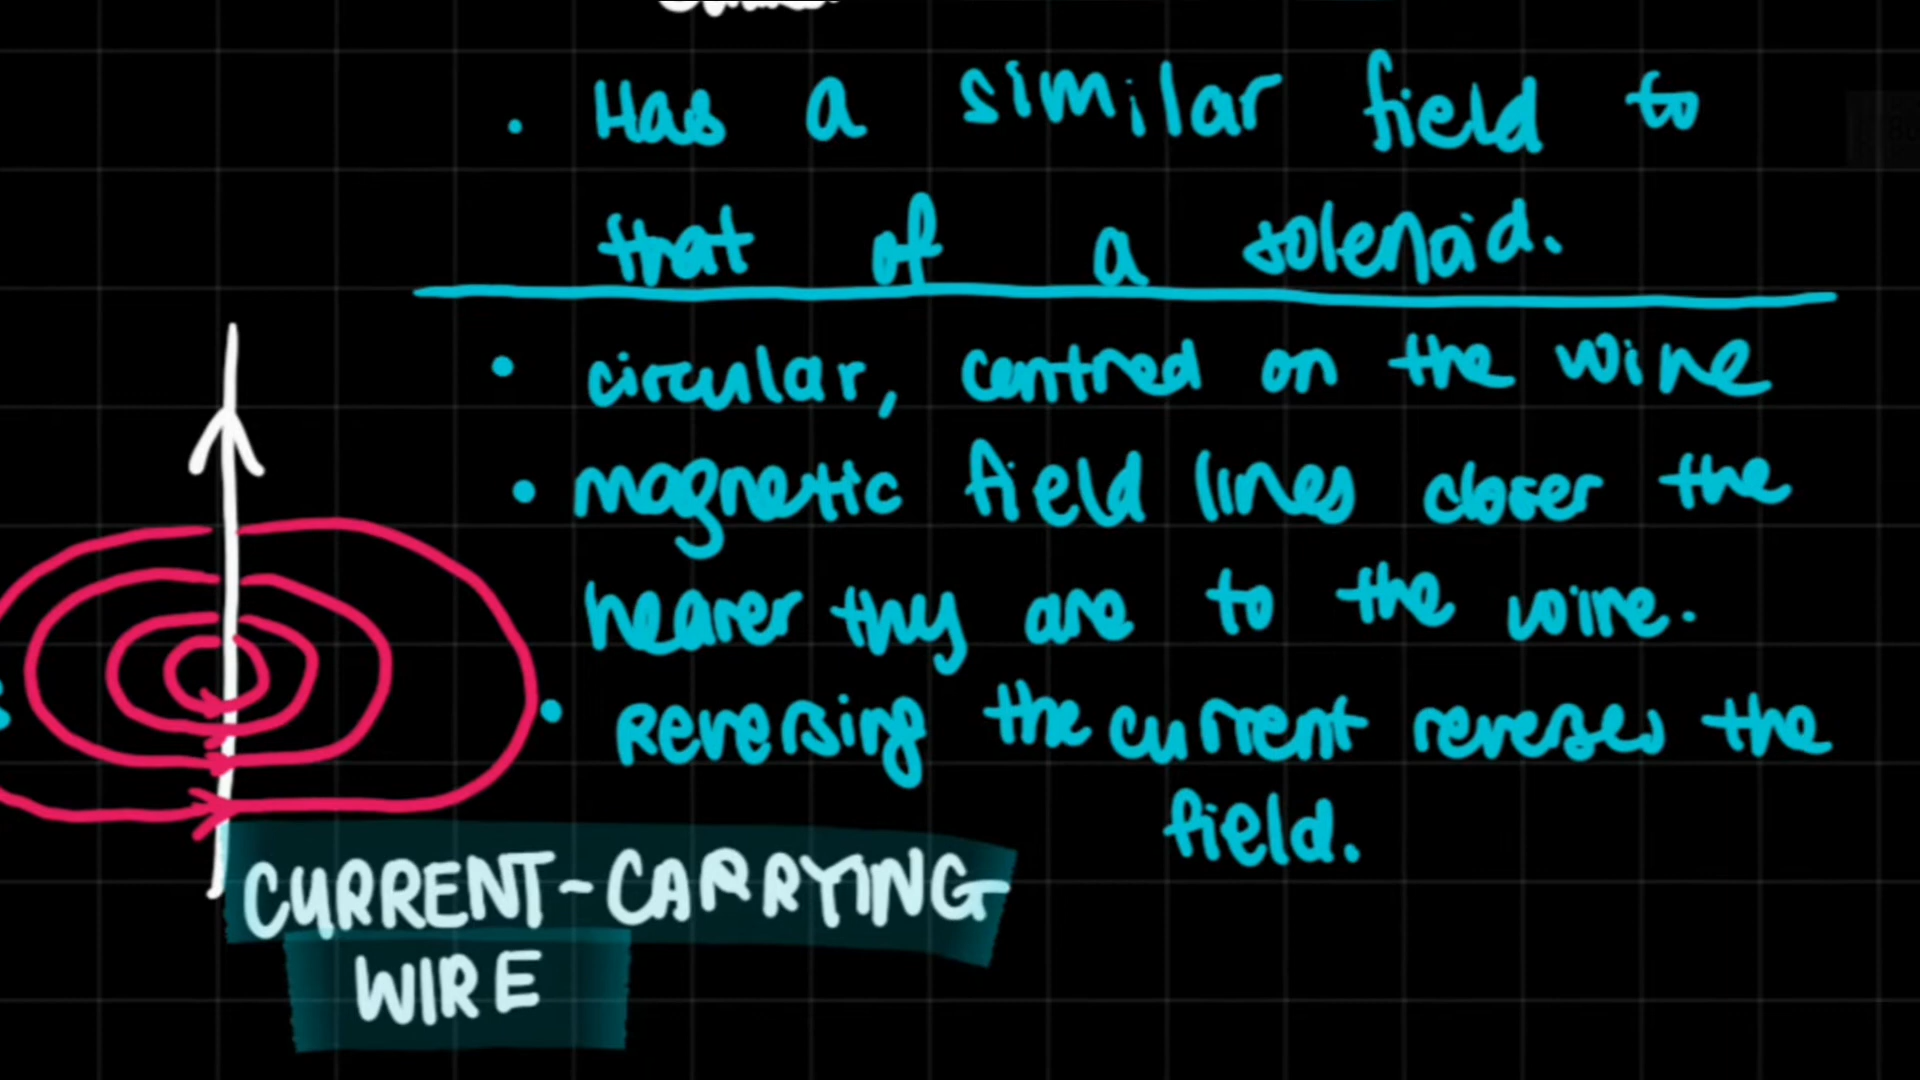 • Has a similar field to
that of a solenoid.
• circular, centred on the wire
• magnetic field lines closer the
nearer thy are to the wire.
• Reversing the current reverses the
field.
CURRENT-CARRYING
WIRE